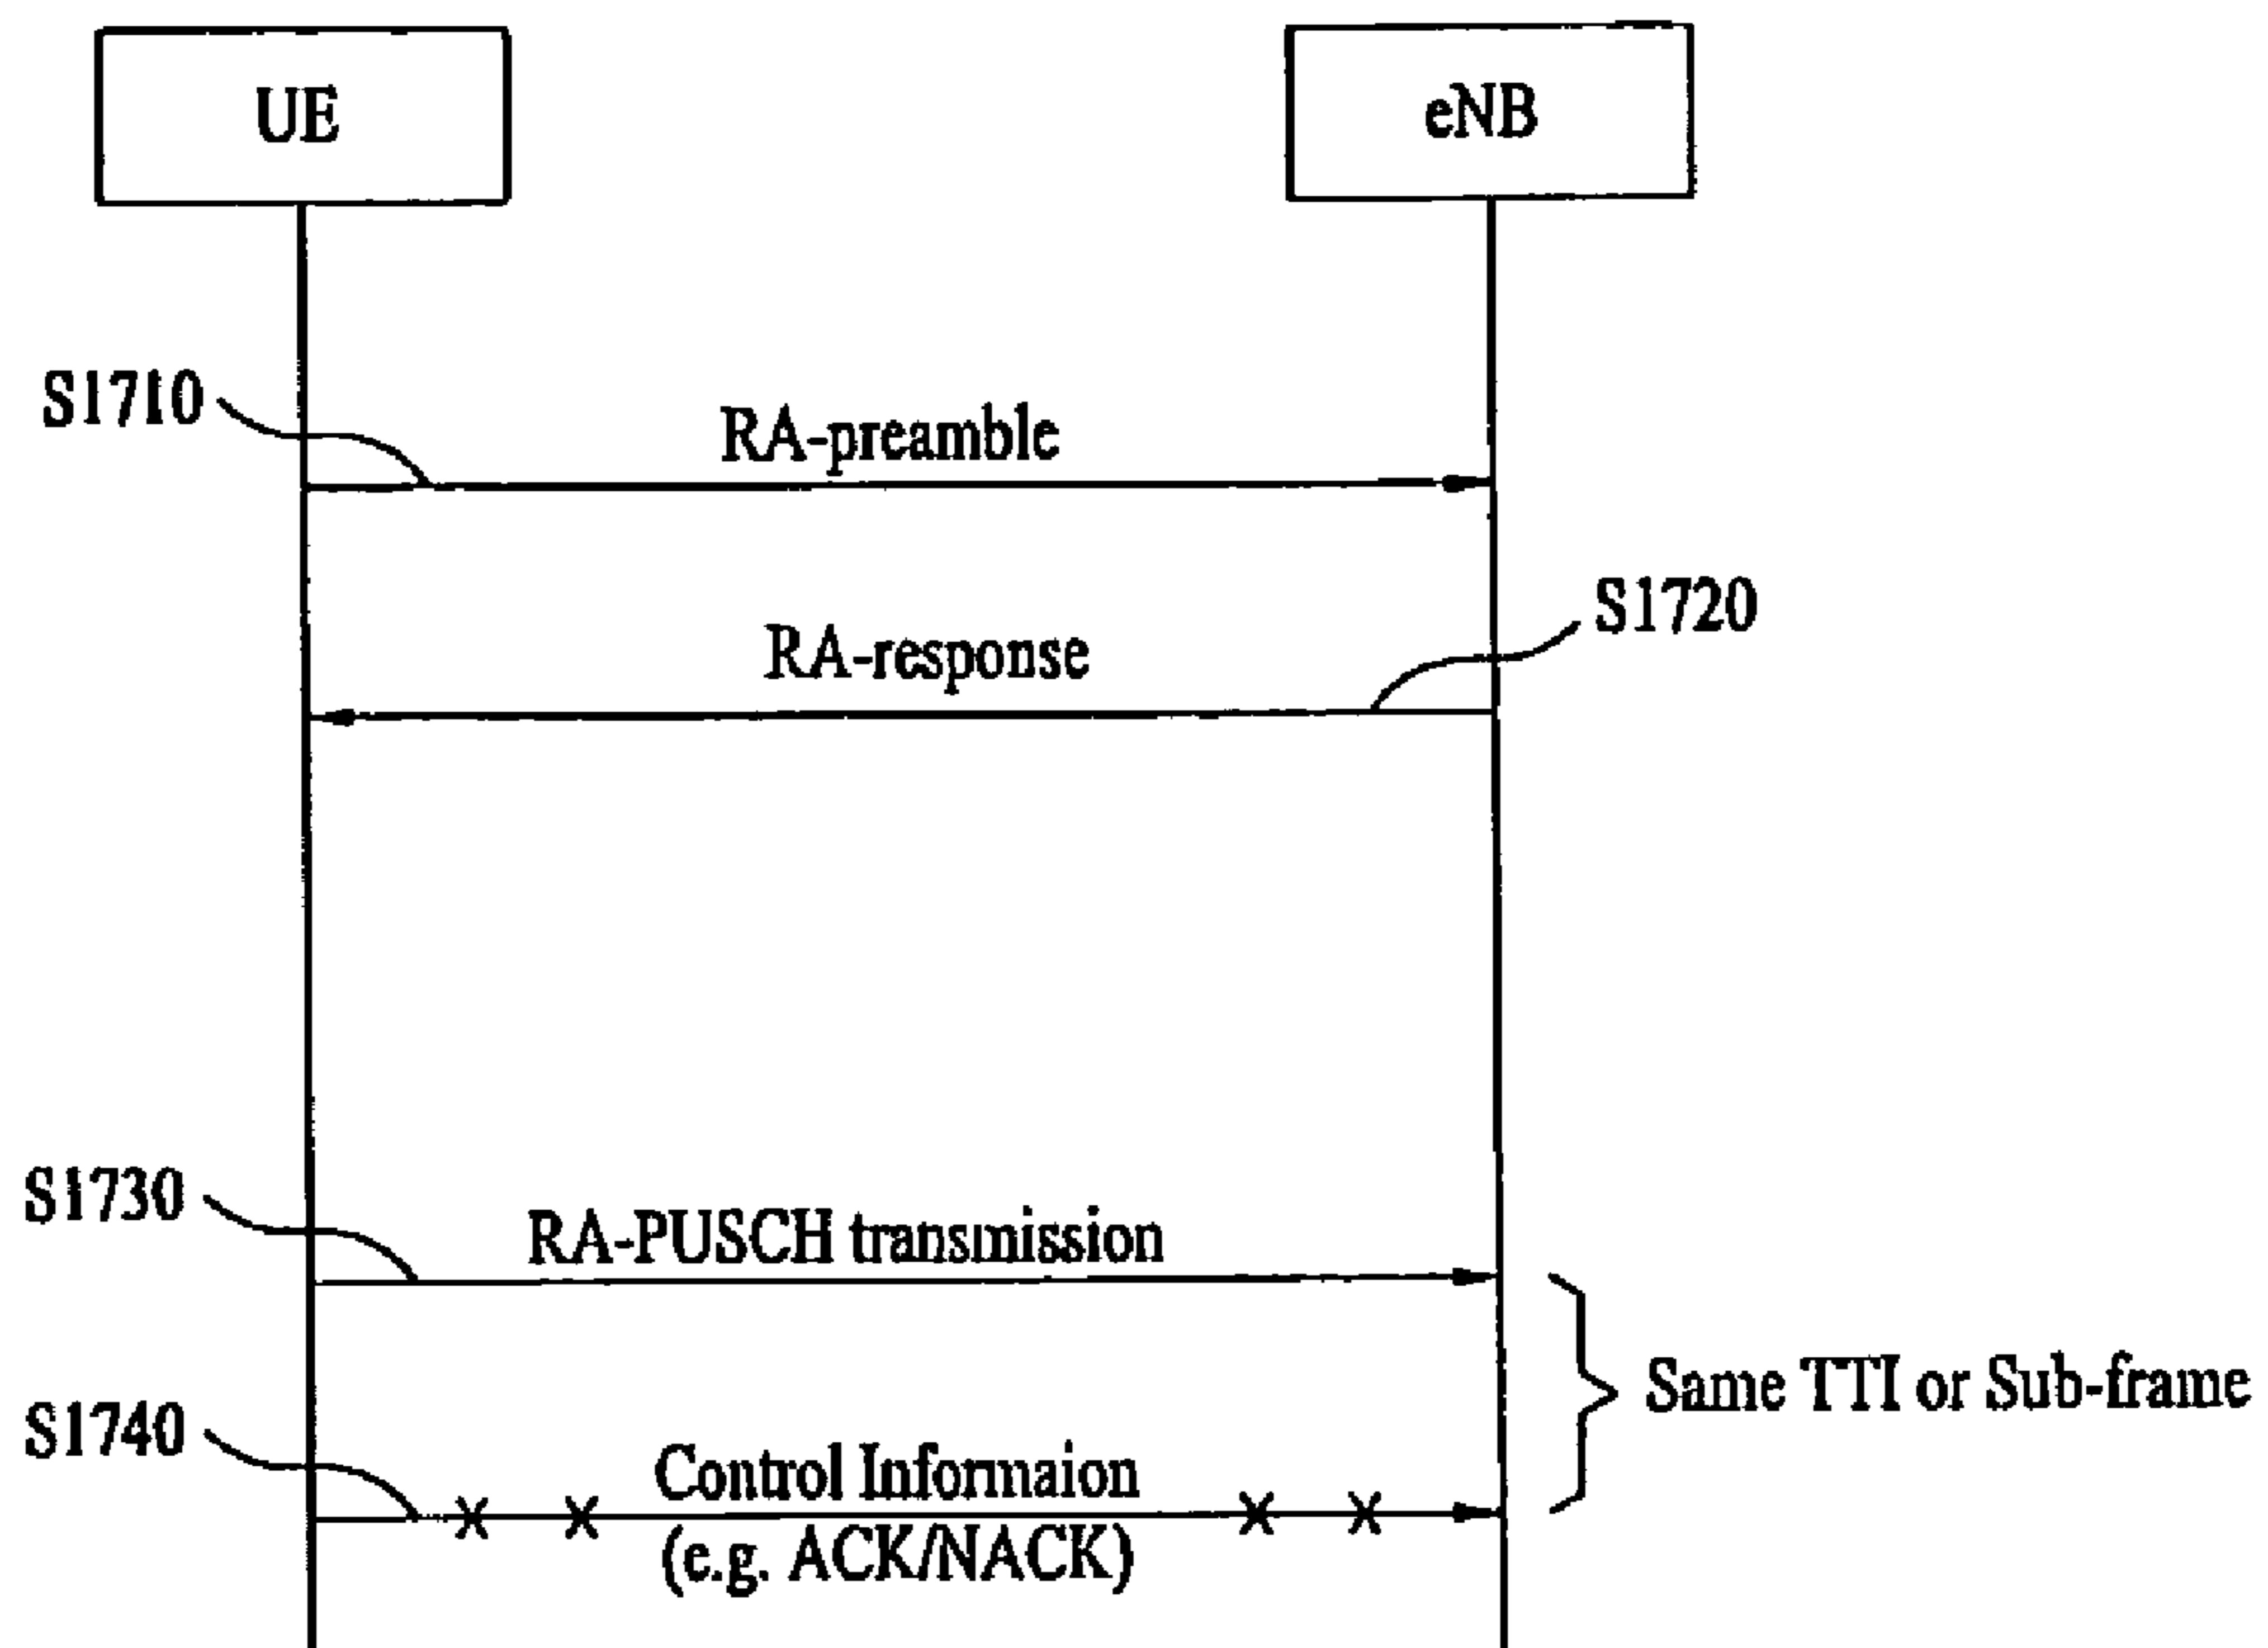 UE
eNB
S1710
RA-preamble
S1720
RA-response
S1730
RA-PUSCH transmission
Same TTI or Sub-frame
S1740
Control Informaion
(e.g. ACK/NACK)